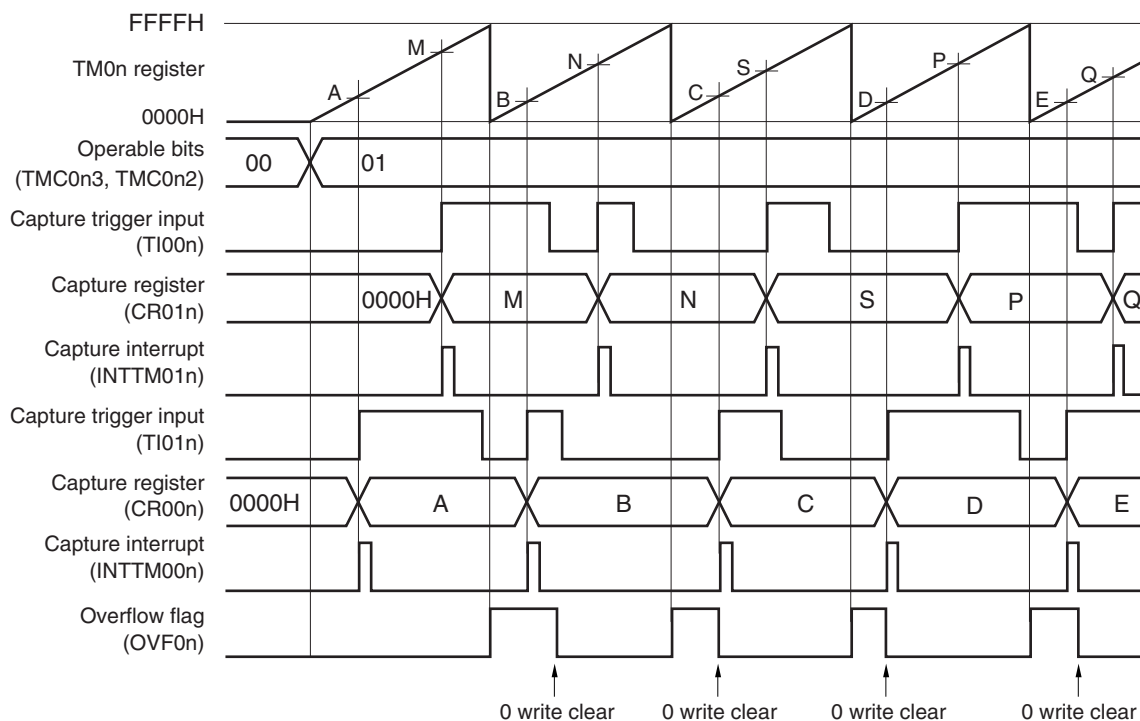 FFFFH
TM0n register
0000H
A M B N C S D P E Q
Operable bits
(TMC0n3, TMC0n2)
00 01
Capture trigger input
(TI00n)
Capture register
(CR01n)
0000H M N S P Q
Capture interrupt
(INTTM01n)
Capture trigger input
(TI01n)
Capture register
(CR00n)
0000H A B C D E
Capture interrupt
(INTTM00n)
Overflow flag
(OVF0n)
0 write clear 0 write clear 0 write clear 0 write clear